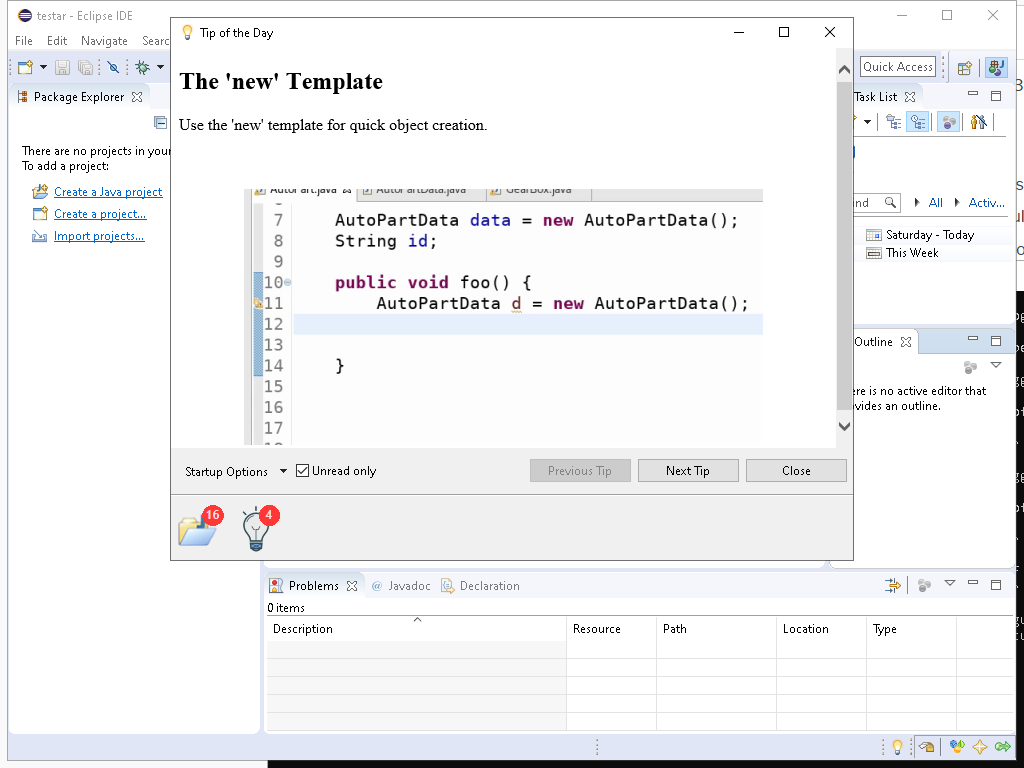 testar - Eclipse IDE
File Edit Navigate Searc
Quick Access
Package Explorer
There are no projects in your
To add a project:
Create a Java project
Create a project...
Import projects...
Tip of the Day
The 'new' Template
Use the 'new' template for quick object creation.
AutoPart.java AutoPartData.java GearBox.java
7 AutoPartData data = new AutoPartData();
8 String id;
9
10 public void foo() {
11 AutoPartData d = new AutoPartData();
12
13
14 }
15
16
17
Startup Options Unread only Previous Tip Next Tip Close
16 4
Task List
nd All Activ...
Saturday - Today
This Week
Outline
ere is no active editor that
vides an outline.
Problems @ Javadoc Declaration
0 items
Description Resource Path Location Type